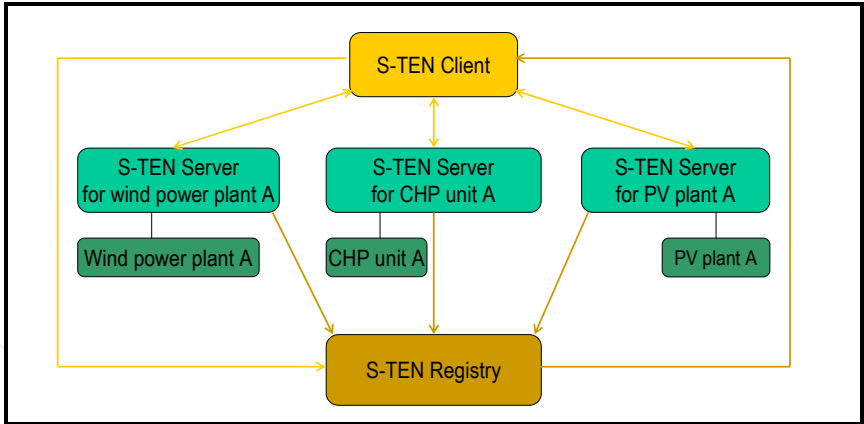 S-TEN Client
S-TEN Server
for wind power plant A
S-TEN Server
for CHP unit A
S-TEN Server
for PV plant A
Wind power plant A
CHP unit A
PV plant A
S-TEN Registry